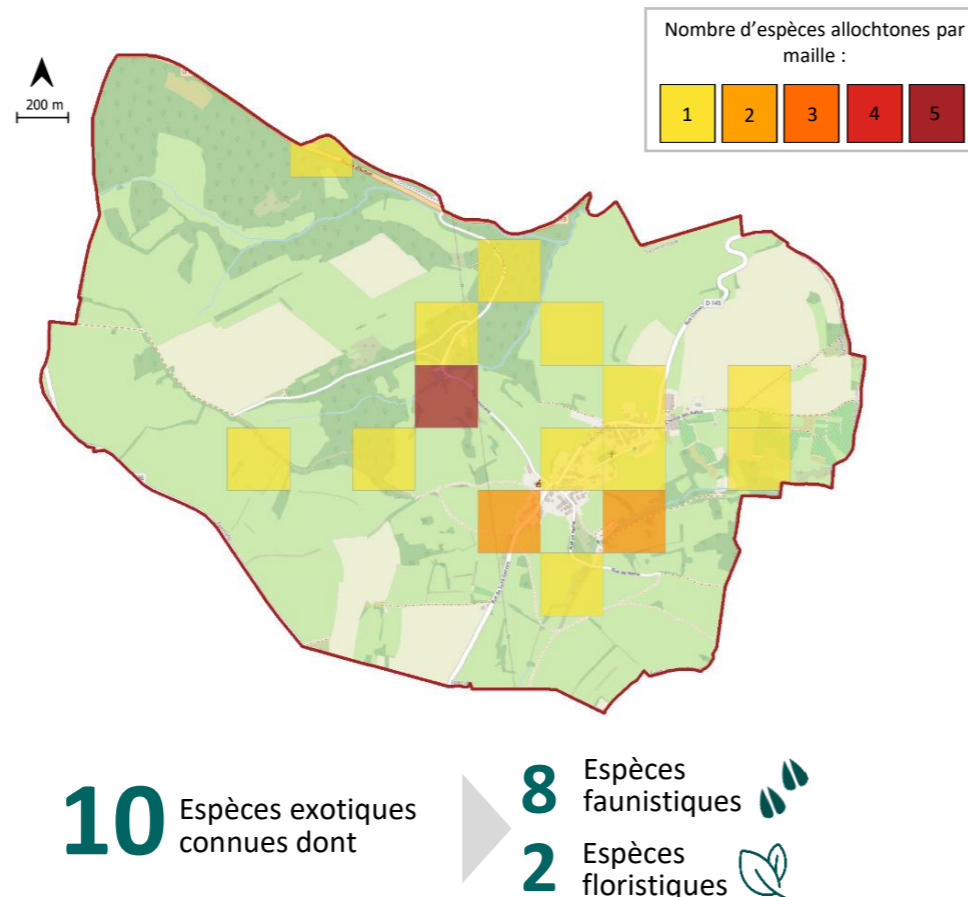 Nombre d'espèces allochtones par
maille :
1 2 3 4 5
200 m
D 145
10
Espèces exotiques
connues dont
8
Espèces
faunistiques
2
Espèces
floristiques